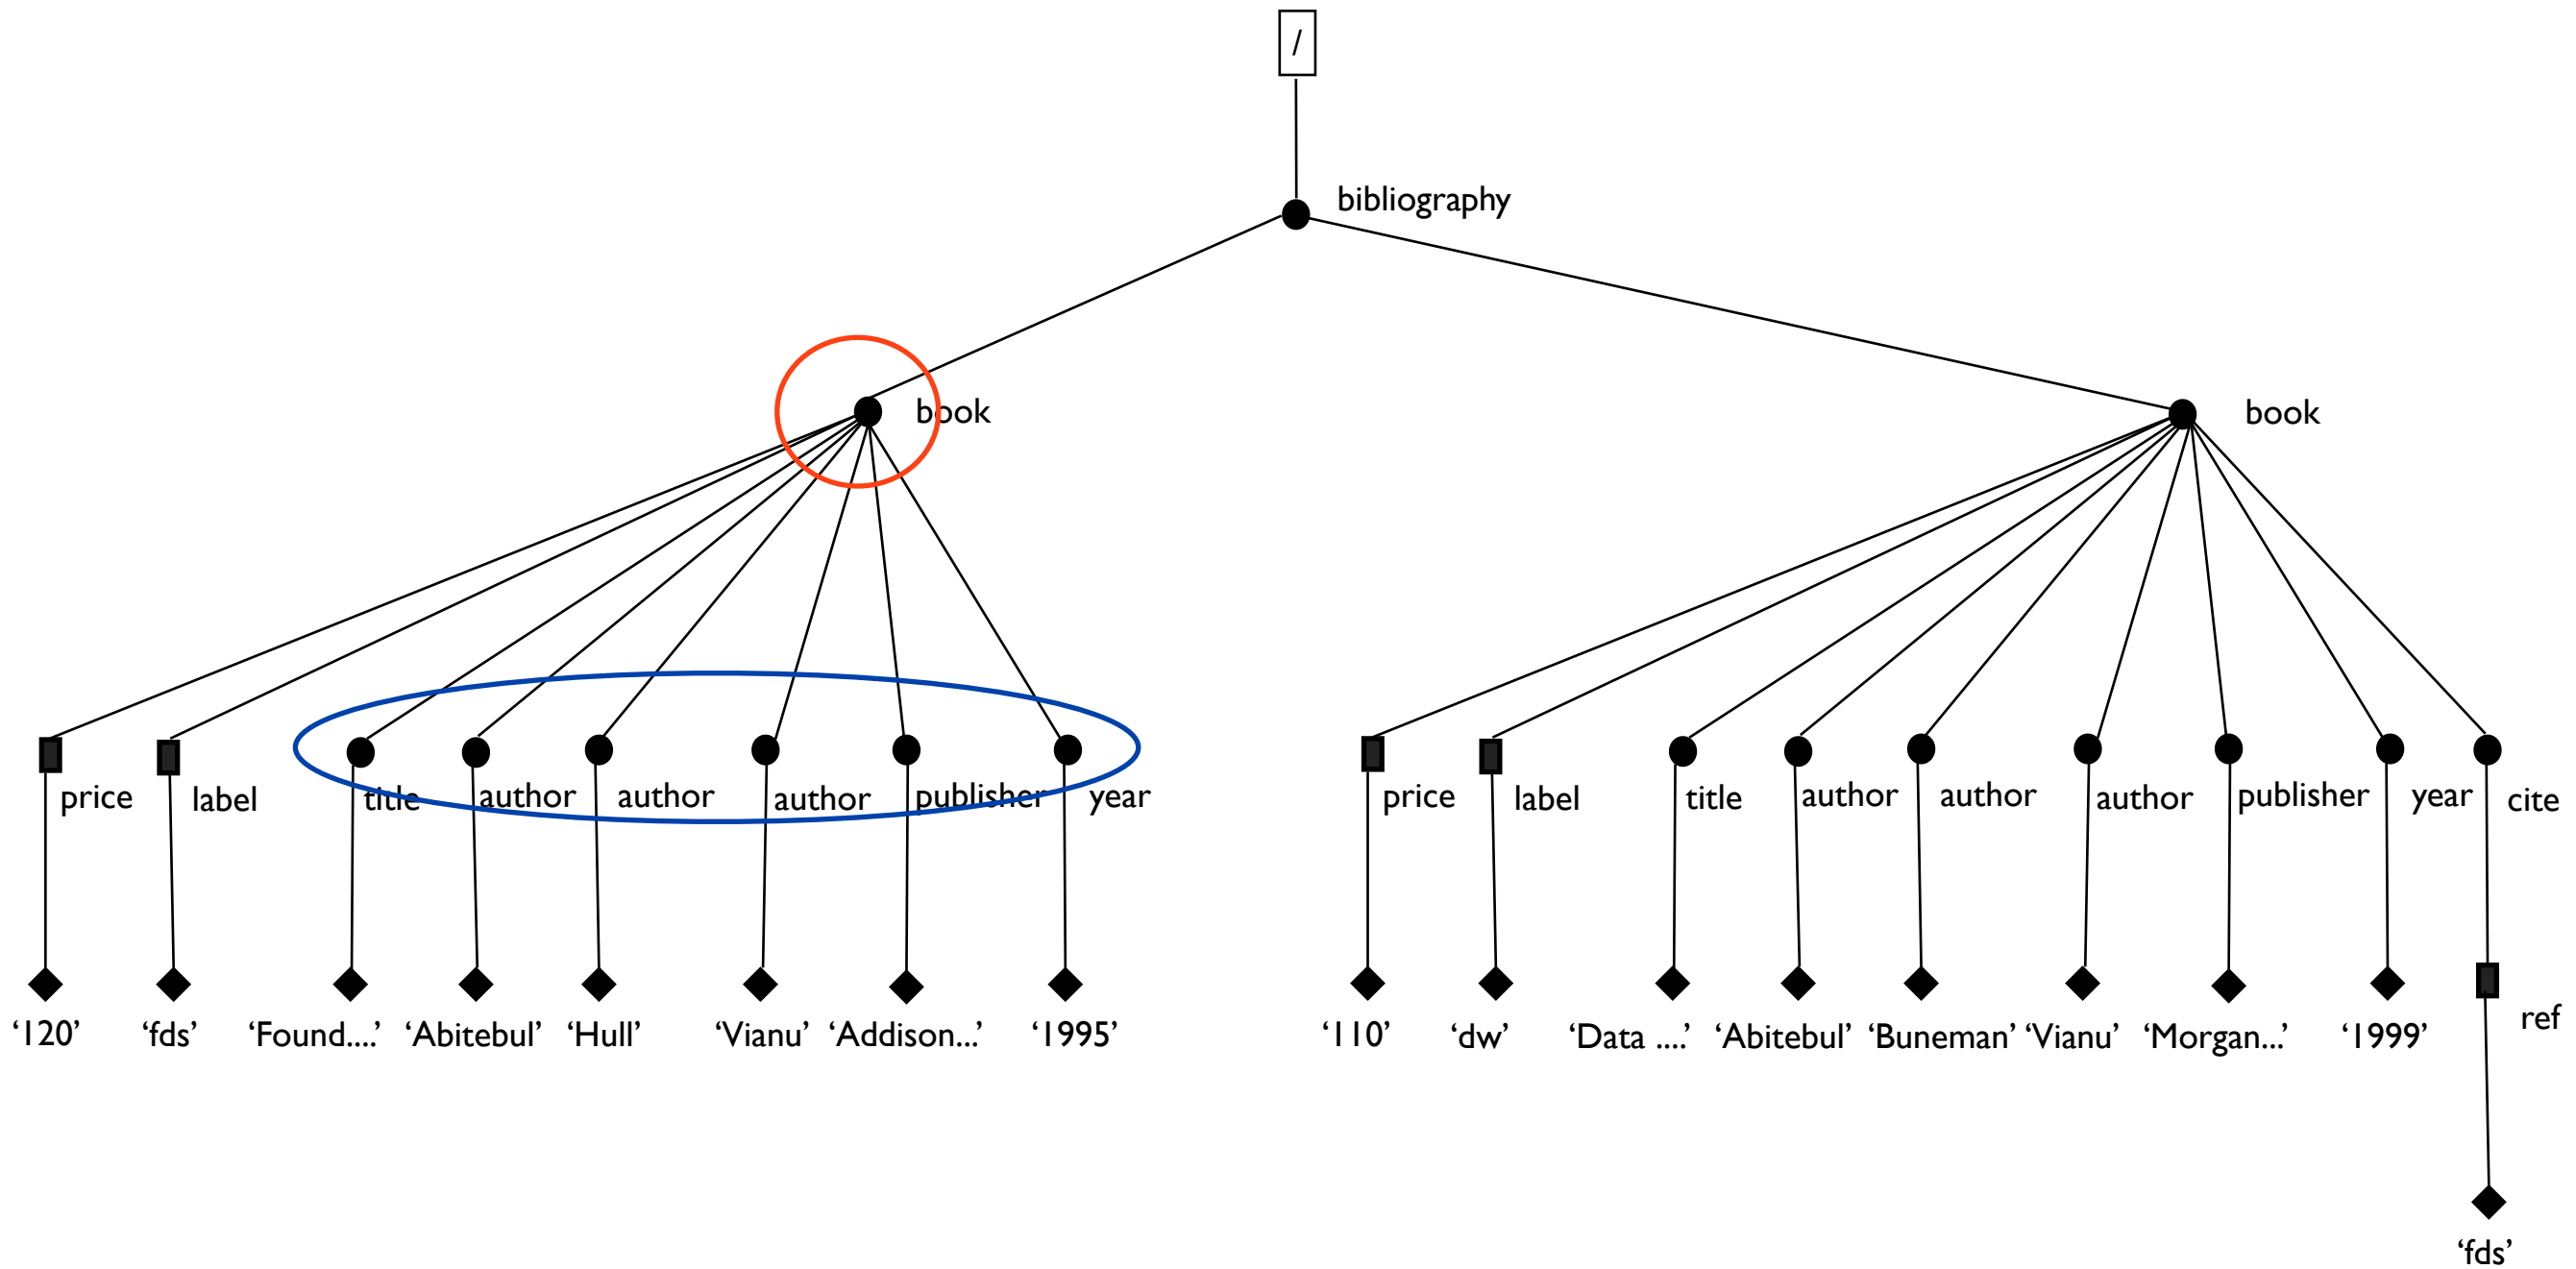 /
bibliography
book book
price label title author author author publisher year price label title author author author publisher year cite
‘120’ ‘fds’ ‘Found....’ ‘Abitebul’ ‘Hull’ ‘Vianu’ ‘Addison...’ ‘1995’ ‘110’ ‘dw’ ‘Data ....’ ‘Abitebul’ ‘Buneman’ ‘Vianu’ ‘Morgan...’ ‘1999’ ref
‘fds’